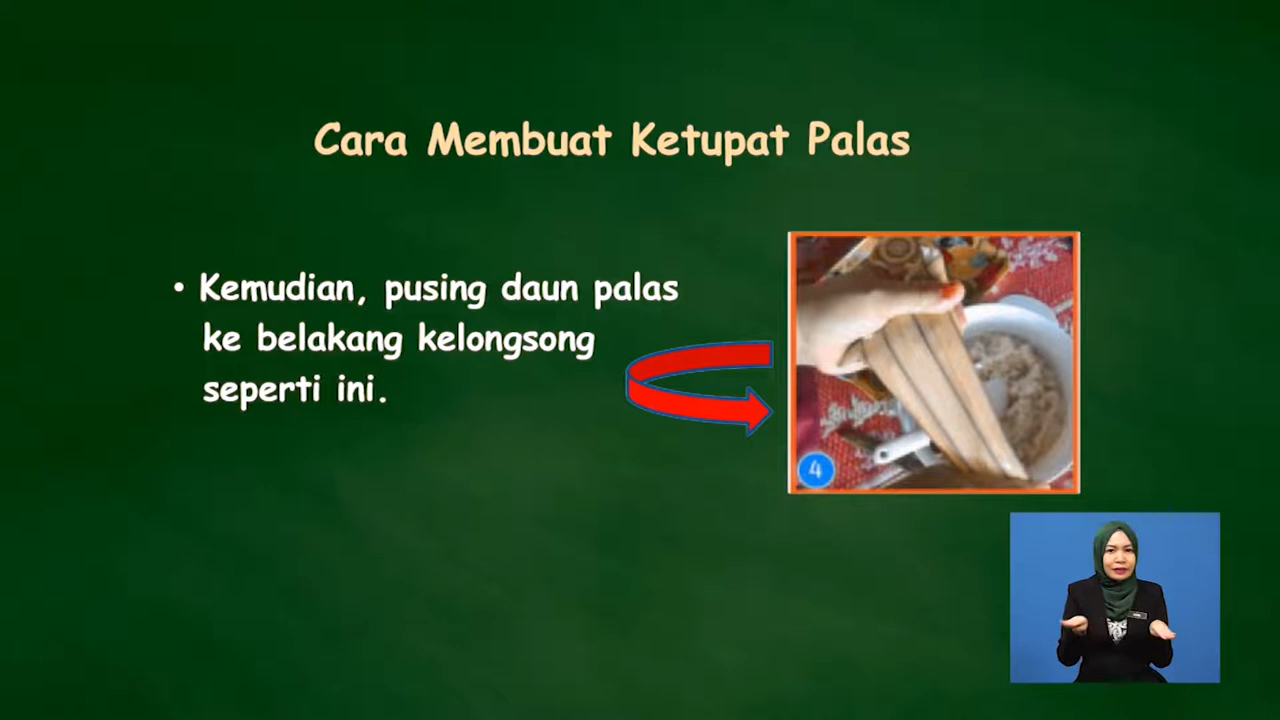 Cara Membuat Ketupat Palas
• Kemudian, pusing daun palas
ke belakang kelongsong
seperti ini.
4